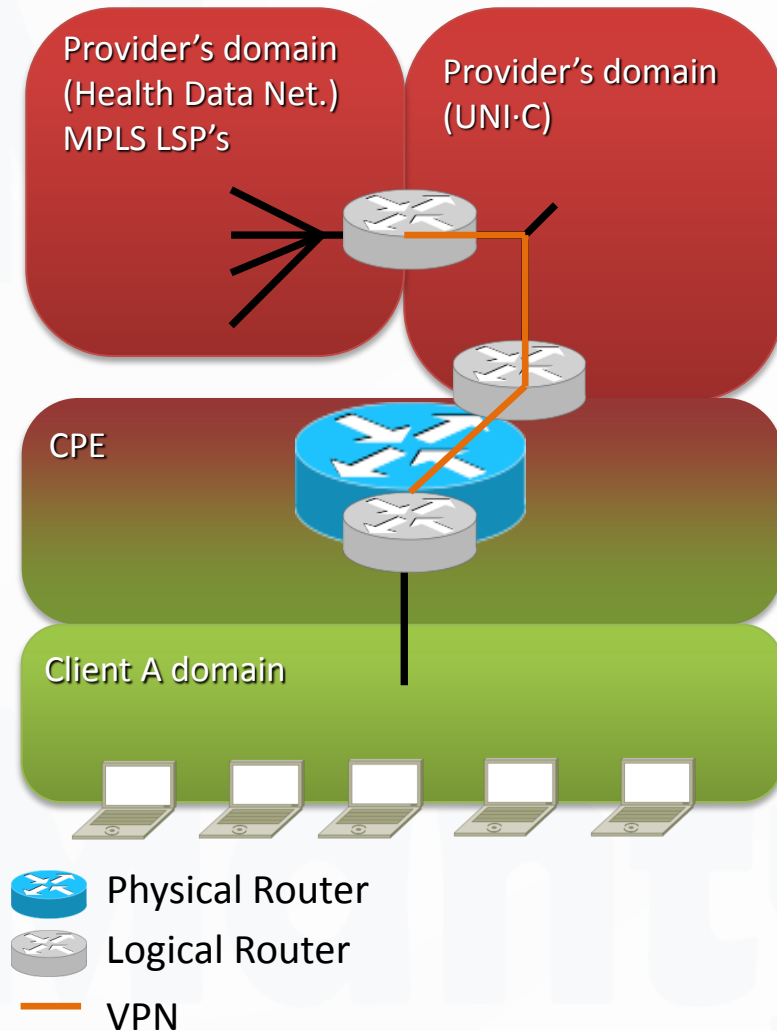 Provider’s domain
(Health Data Net.)
MPLS LSP’s
Provider’s domain
(UNI·C)
CPE
Client A domain
Physical Router
Logical Router
VPN